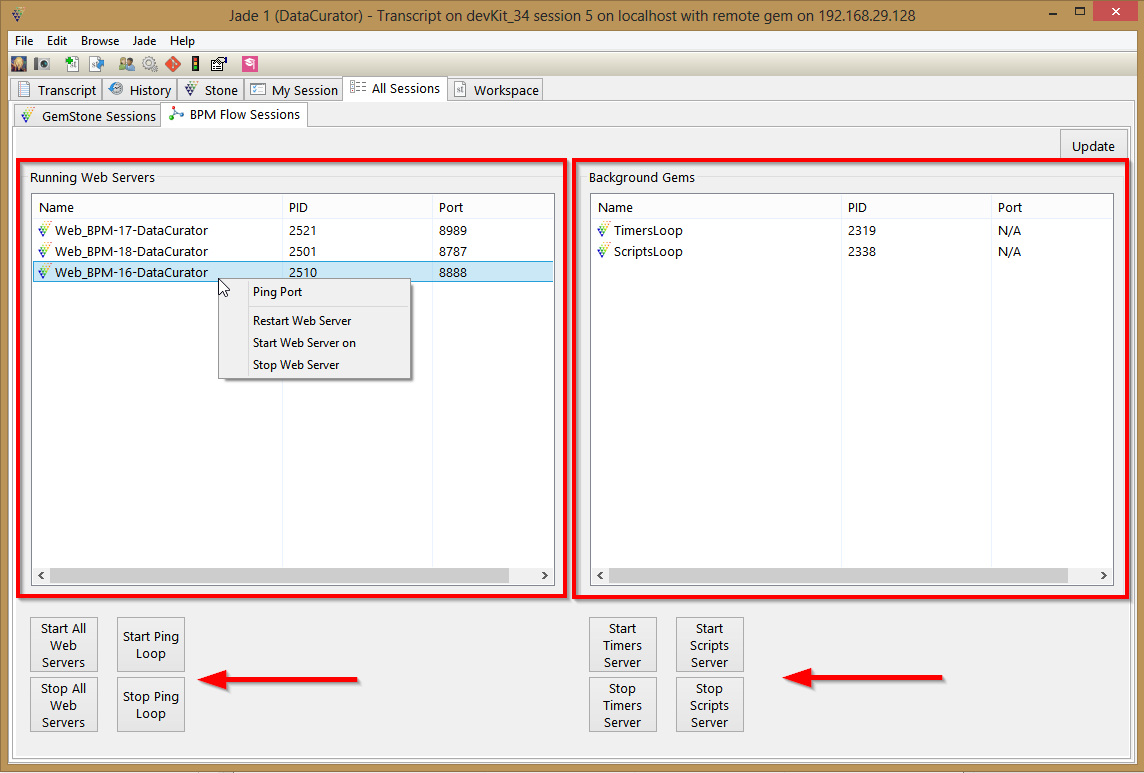 Jade 1 (DataCurator) - Transcript on devKit_34 session 5 on localhost with remote gem on 192.168.29.128
File Edit Browse Jade Help
Transcript History Stone My Session All Sessions Workspace
GemStone Sessions BPM Flow Sessions
Update
Running Web Servers
Name PID Port
Web_BPM-17-DataCurator 2521 8989
Web_BPM-18-DataCurator 2501 8787
Web_BPM-16-DataCurator 2510 8888
Ping Port
Restart Web Server
Start Web Server on
Stop Web Server
Start All
Web
Servers
Start Ping
Loop
Stop All
Web
Servers
Stop Ping
Loop
Background Gems
Name PID Port
TimersLoop 2319 N/A
ScriptsLoop 2338 N/A
Start
Timers
Server
Start
Scripts
Server
Stop
Timers
Server
Stop
Scripts
Server